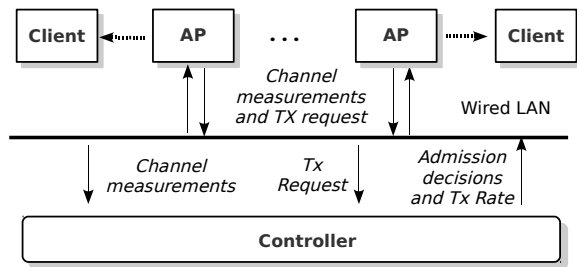 Client
AP
...
AP
Client
Channel
measurements
and TX request
Wired LAN
Channel
measurements
Tx
Request
Admission
decisions
and Tx Rate
Controller